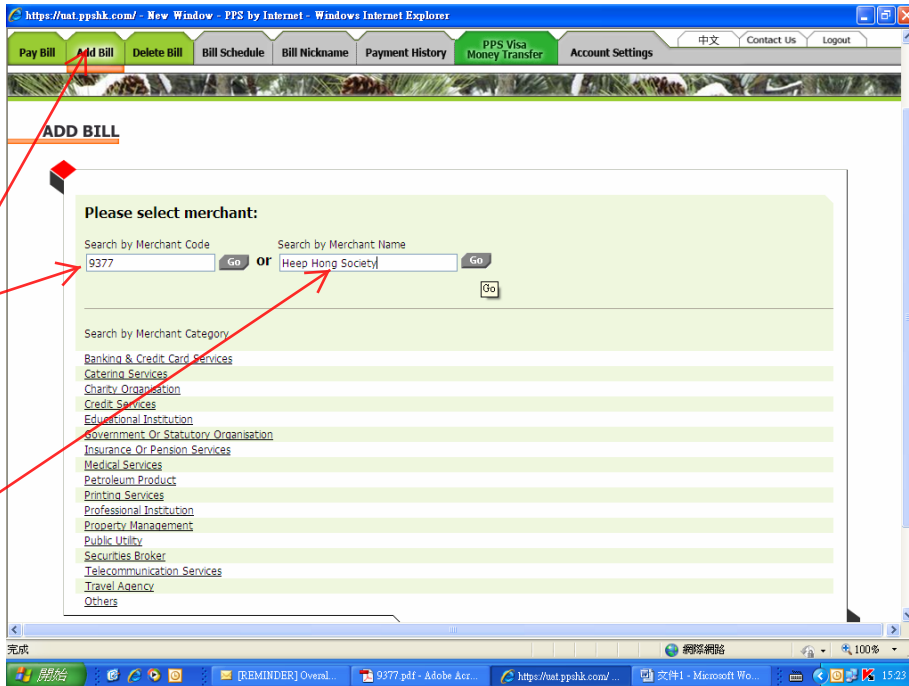 https://uat.ppshk.com/ - New Window - PPS by Internet - Windows Internet Explorer
中文 Contact Us Logout
Pay Bill Add Bill Delete Bill Bill Schedule Bill Nickname Payment History PPS Visa Money Transfer Account Settings
ADD BILL
Please select merchant:
Search by Merchant Code Search by Merchant Name
9377 Go or Heep Hong Society Go
Go
Search by Merchant Category
Banking & Credit Card Services
Catering Services
Charity Organisation
Credit Services
Educational Institution
Government Or Statutory Organisation
Insurance Or Pension Services
Medical Services
Petroleum Product
Printing Services
Professional Institution
Property Management
Public Utility
Securities Broker
Telecommunication Services
Travel Agency
Others
完成 網際網路 100%
開始 [REMINDER] Overal... 9377.pdf - Adobe Acr... https://uat.ppshk.com/ ... 文件1 - Microsoft Wo... 15:23